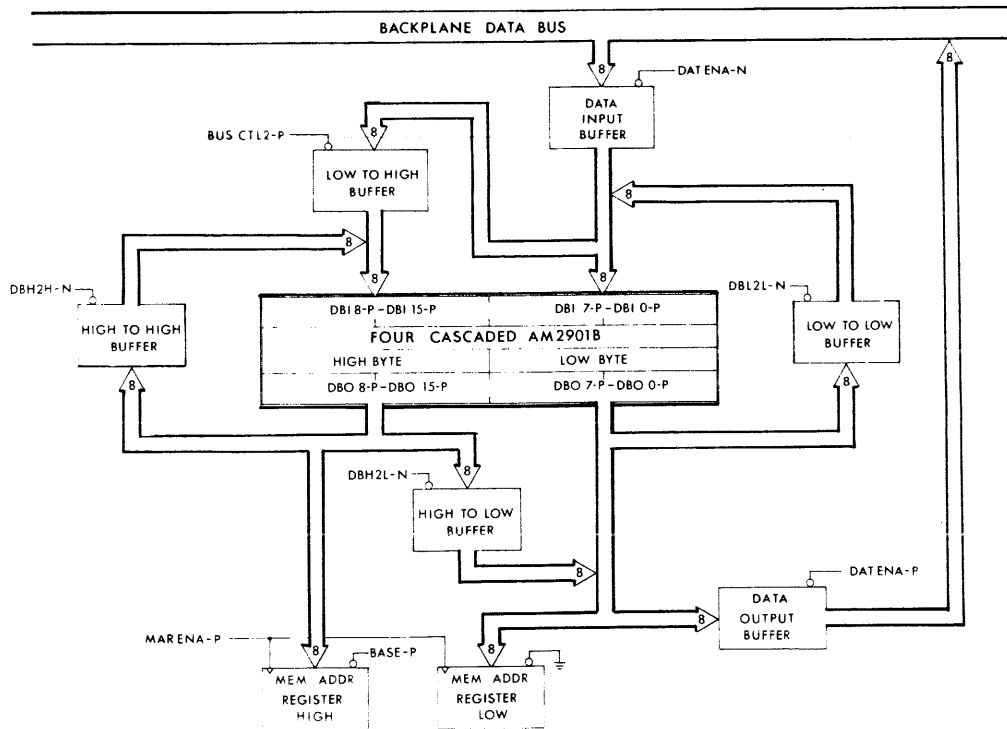 BACKPLANE DATA BUS
8
8
DATENA-N
DATA
INPUT
BUFFER
8
BUS CTL2-P
LOW TO HIGH
BUFFER
8
8
DBH2H-N
8
8
DBL2L-N
HIGH TO HIGH
BUFFER
DBI 8-P-DBI 15-P
DBI 7-P-DBI 0-P
LOW TO LOW
BUFFER
FOUR CASCADED AM2901B
HIGH BYTE
LOW BYTE
8
DBO 8-P-DBO 15-P
DBO 7-P-DBO 0-P
8
DBH2L-N
8
HIGH TO LOW
BUFFER
8
DATENA-P
8
DATA
OUTPUT
BUFFER
MARENA-P
8
BASE-P
8
MEM ADDR
REGISTER
HIGH
MEM ADDR
REGISTER
LOW